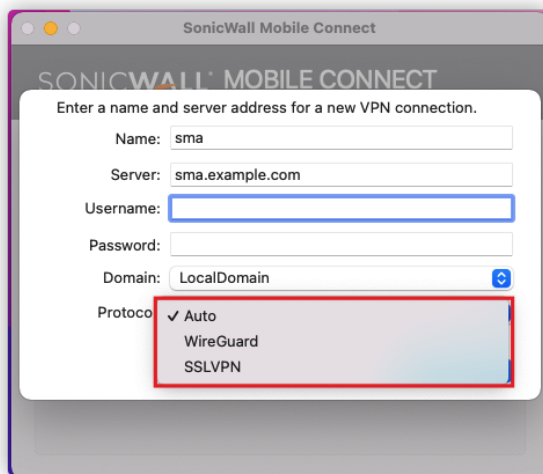 SonicWall Mobile Connect
SONICWALL MOBILE CONNECT
Enter a name and server address for a new VPN connection.
Name: sma
Server: sma.example.com
Username:
Password:
Domain: LocalDomain
Protoco
✓ Auto
WireGuard
SSLVPN